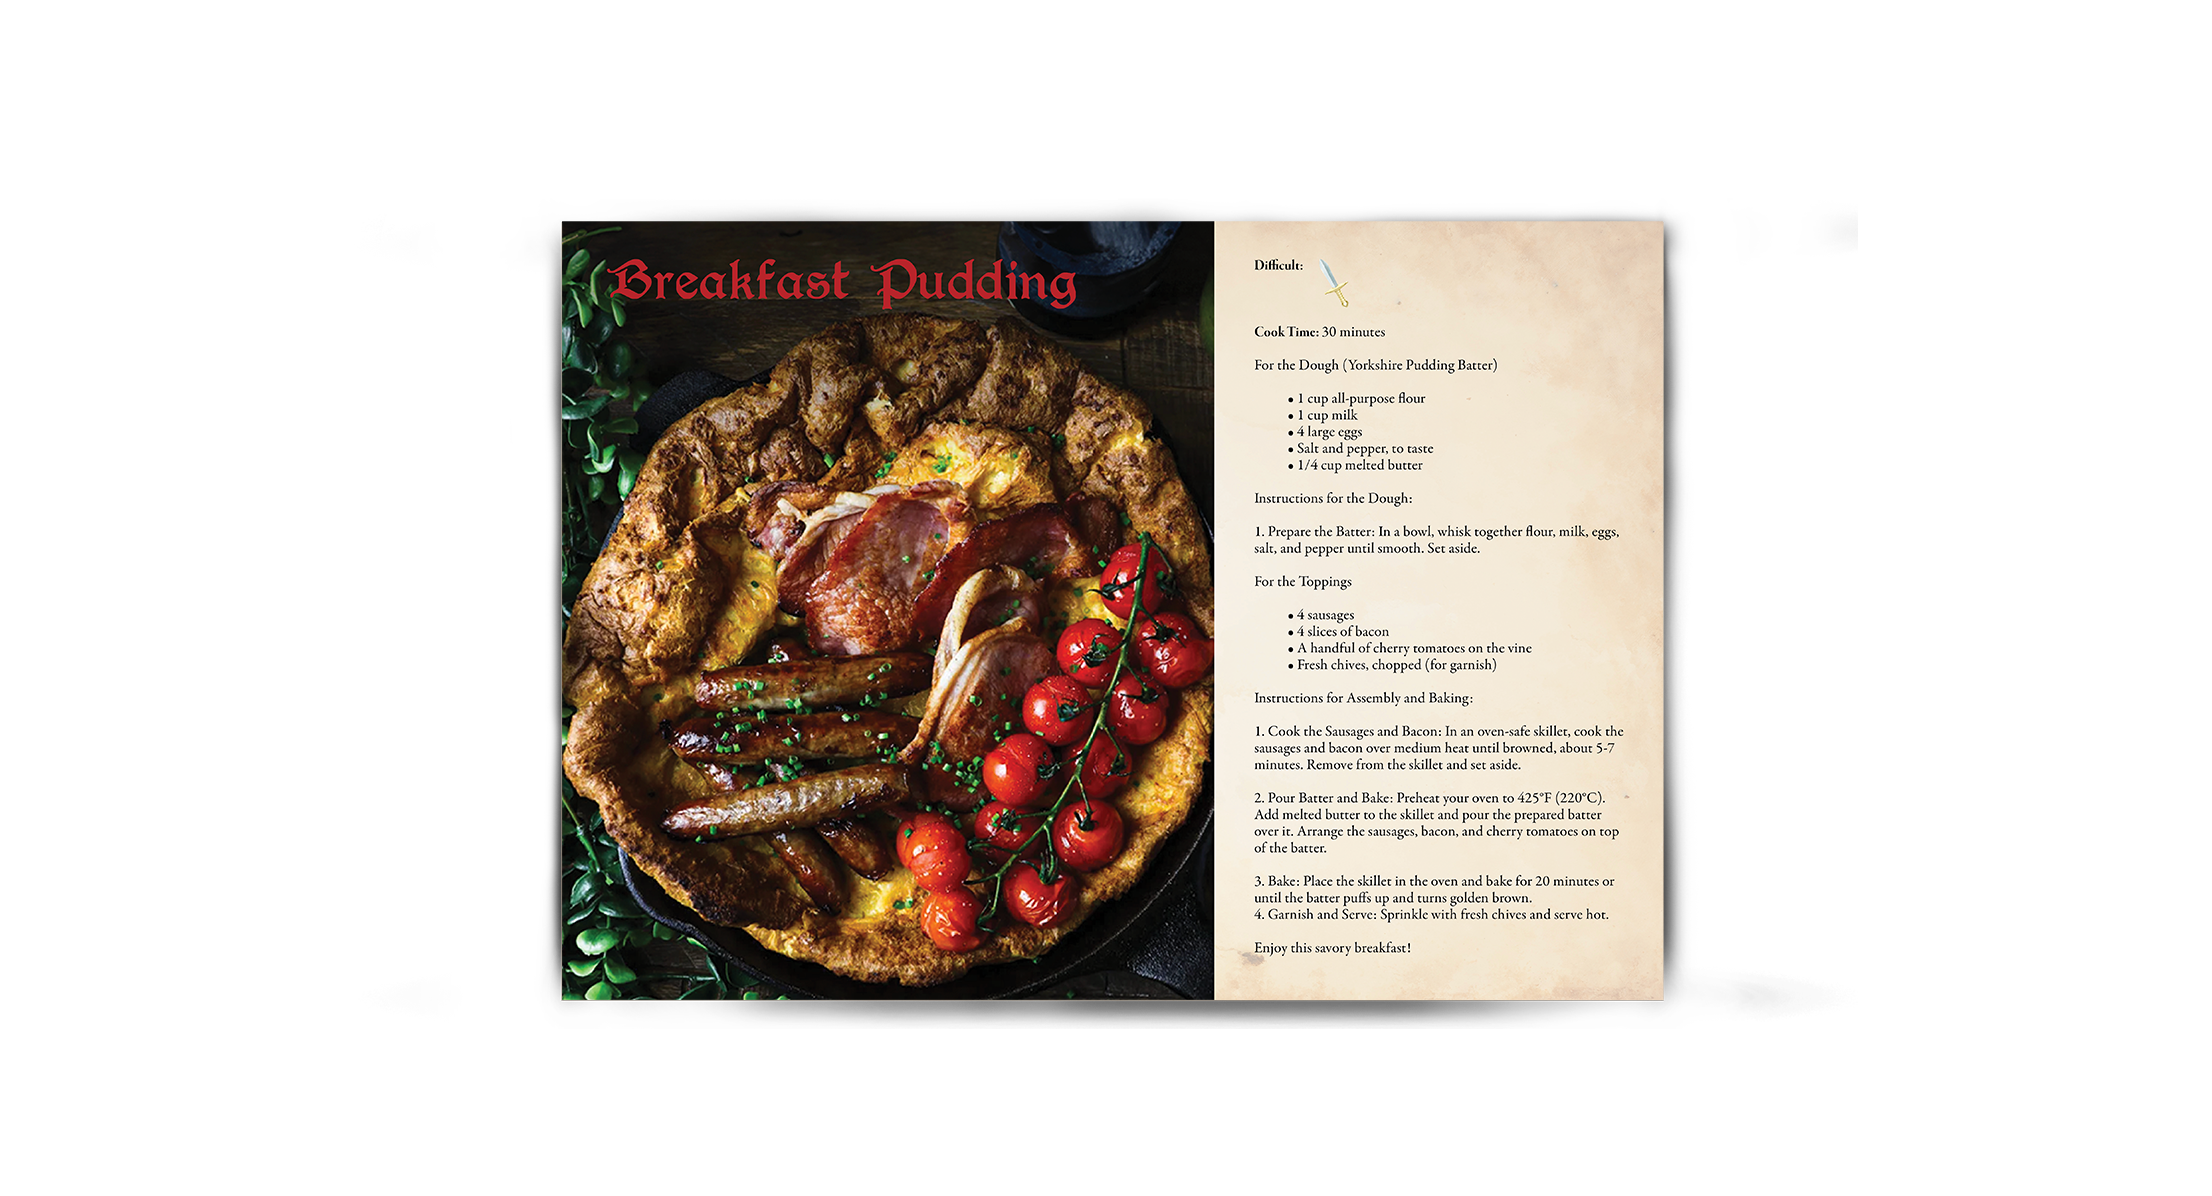 Breakfast Pudding
Difficult:
Cook Time: 30 minutes
For the Dough (Yorkshire Pudding Batter)
• 1 cup all-purpose flour
• 1 cup milk
• 4 large eggs
• Salt and pepper, to taste
• 1/4 cup melted butter
Instructions for the Dough:
1. Prepare the Batter: In a bowl, whisk together flour, milk, eggs,
salt, and pepper until smooth. Set aside.
For the Toppings
• 4 sausages
• 4 slices of bacon
• A handful of cherry tomatoes on the vine
• Fresh chives, chopped (for garnish)
Instructions for Assembly and Baking:
1. Cook the Sausages and Bacon: In an oven-safe skillet, cook the
sausages and bacon over medium heat until browned, about 5-7
minutes. Remove from the skillet and set aside.
2. Pour Batter and Bake: Preheat your oven to 425°F (220°C).
Add melted butter to the skillet and pour the prepared batter
over it. Arrange the sausages, bacon, and cherry tomatoes on top
of the batter.
3. Bake: Place the skillet in the oven and bake for 20 minutes or
until the batter puffs up and turns golden brown.
4. Garnish and Serve: Sprinkle with fresh chives and serve hot.
Enjoy this savory breakfast!